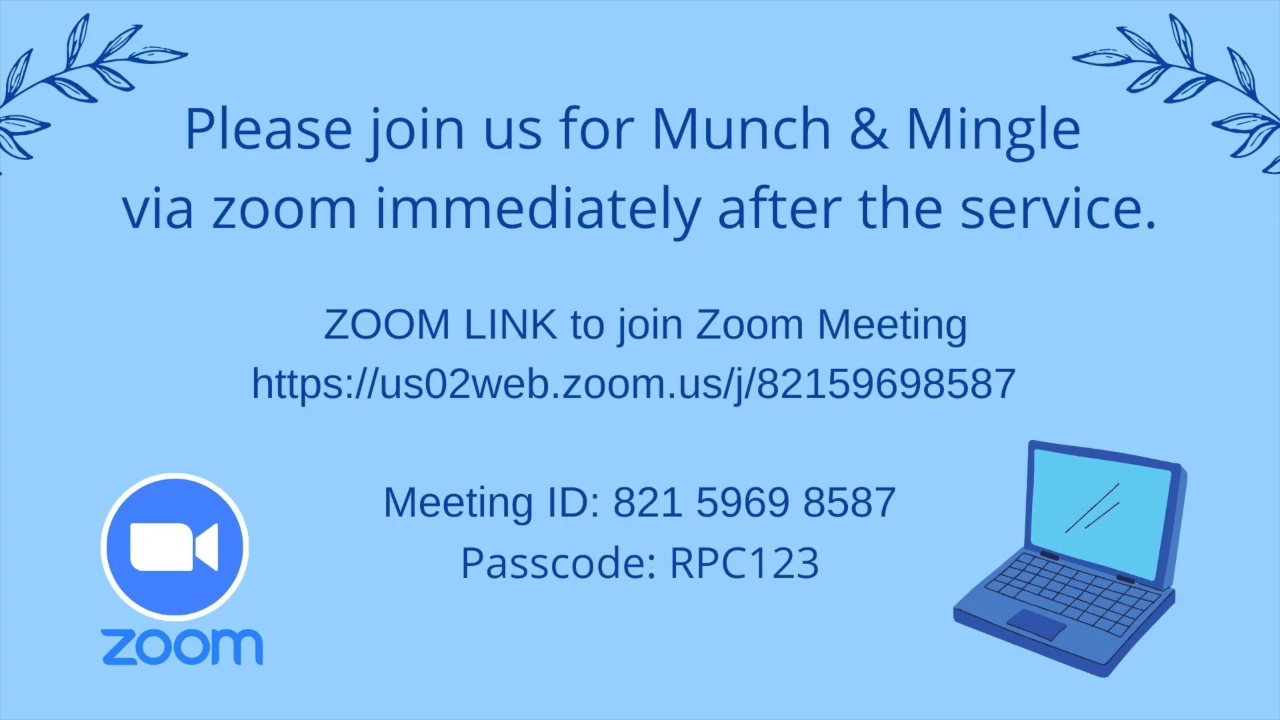 Please join us for Munch & Mingle
via zoom immediately after the service.
ZOOM LINK to join Zoom Meeting
https://us02web.zoom.us/j/82159698587
Meeting ID: 821 5969 8587
Passcode: RPC123
zoom